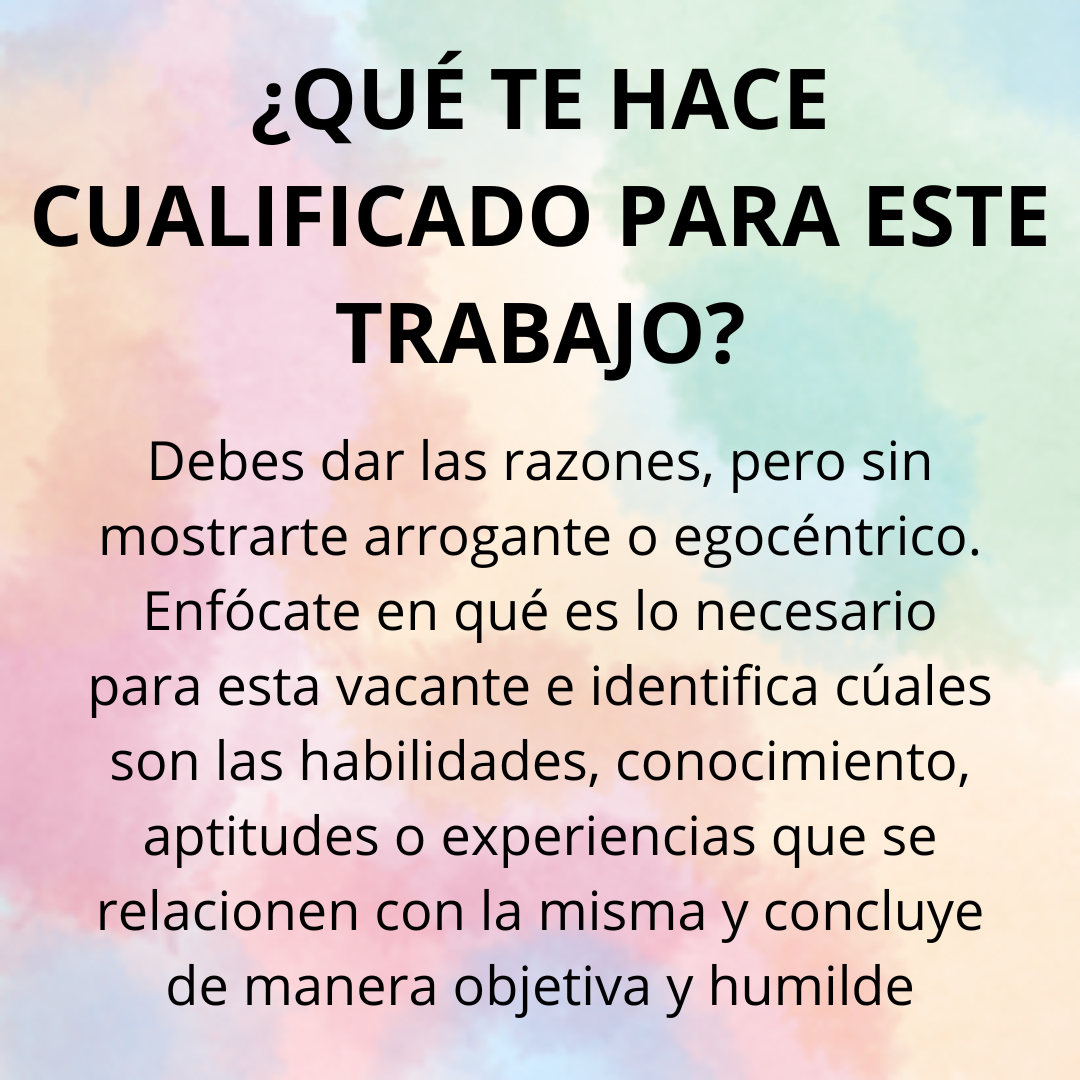 ¿QUÉ TE HACE
CUALIFICADO PARA ESTE
TRABAJO?
Debes dar las razones, pero sin
mostrarte arrogante o egocéntrico.
Enfócate en qué es lo necesario
para esta vacante e identifica cúales
son las habilidades, conocimiento,
aptitudes o experiencias que se
relacionen con la misma y concluye
de manera objetiva y humilde